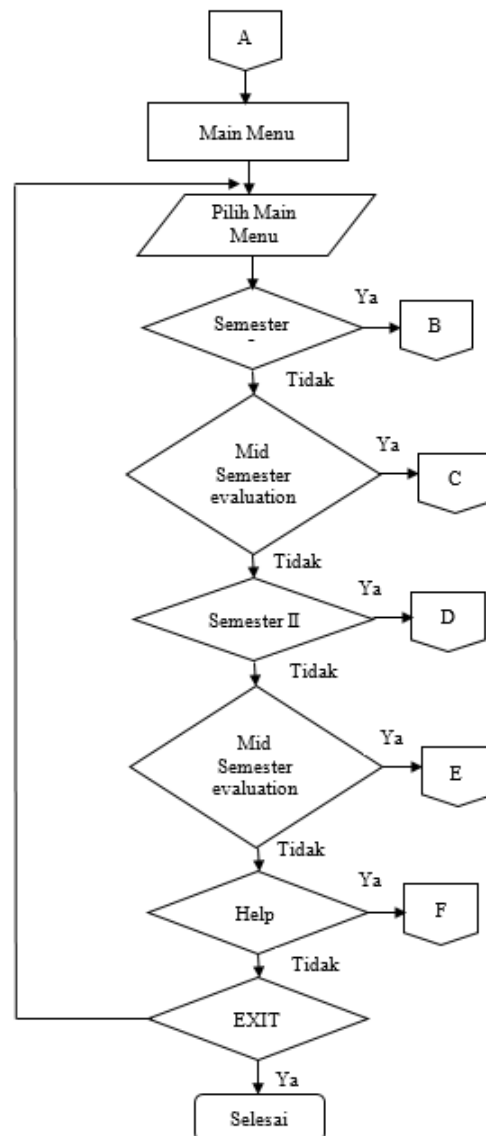 A
Main Menu
Pilih Main
Menu
Ya
Semester
-
B
Tidak
Ya
Mid
Semester
evaluation
C
Tidak
Ya
Semester II
D
Tidak
Ya
Mid
Semester
evaluation
E
Tidak
Ya
Help
F
Tidak
EXIT
Ya
Selesai